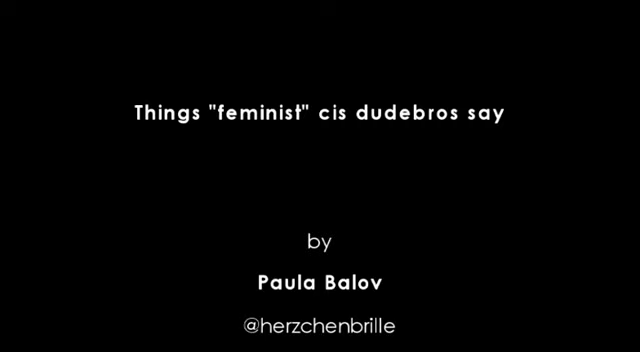 Things "feminist" cis dudebros say
by
Paula Balov
@herzchenbrille